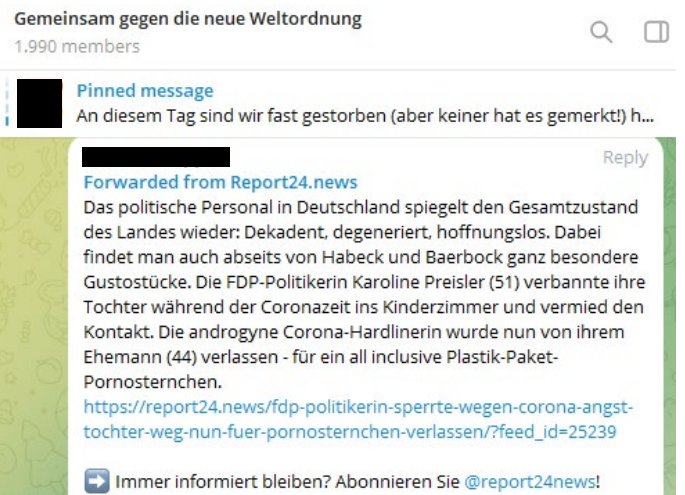 Gemeinsam gegen die neue Weltordnung
1.990 members
Pinned message
An diesem Tag sind wir fast gestorben (aber keiner hat es gemerkt!) h...
Reply
Forwarded from Report24.news
Das politische Personal in Deutschland spiegelt den Gesamtzustand
des Landes wieder: Dekadent, degeneriert, hoffnungslos. Dabei
findet man auch abseits von Habeck und Baerbock ganz besondere
Gustostücke. Die FDP-Politikerin Karoline Preisler (51) verbannte ihre
Tochter während der Coronazeit ins Kinderzimmer und vermied den
Kontakt. Die androgyne Corona-Hardlinerin wurde nun von ihrem
Ehemann (44) verlassen - für ein all inclusive Plastik-Paket-
Pornosternchen.
https://report24.news/fdp-politikerin-sperrte-wegen-corona-angst-
tochter-weg-nun-fuer-pornosternchen-verlassen/?feed_id=25239
➡️ Immer informiert bleiben? Abonnieren Sie @report24news!